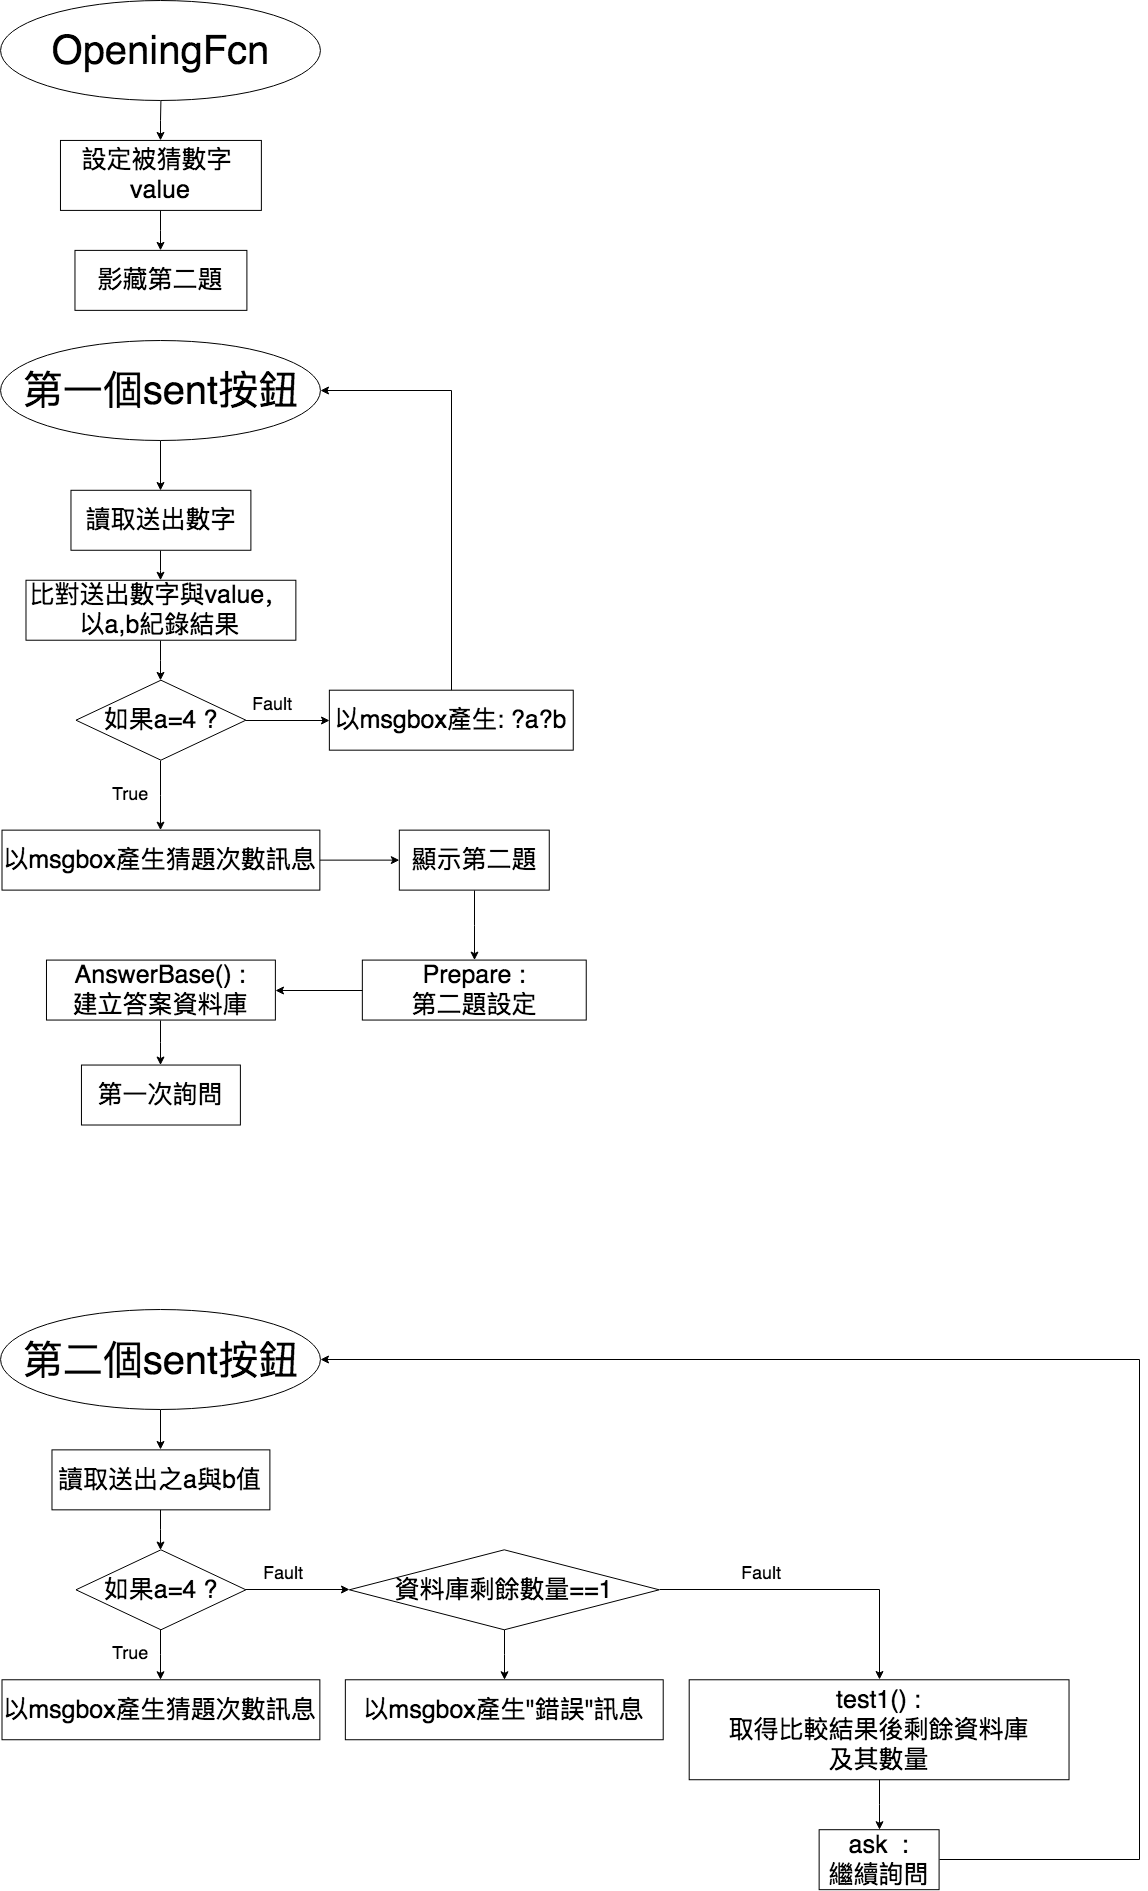 OpeningFcn
設定被猜數字
value
影藏第二題
第一個sent按鈕
讀取送出數字
比對送出數字與value，
以a,b紀錄結果
如果a=4 ?
Fault
以msgbox產生: ?a?b
True
以msgbox產生猜題次數訊息
顯示第二題
AnswerBase() :
建立答案資料庫
Prepare :
第二題設定
第一次詢問
第二個sent按鈕
讀取送出之a與b值
如果a=4 ?
Fault
資料庫剩餘數量==1
Fault
True
以msgbox產生猜題次數訊息
以msgbox產生"錯誤"訊息
test1() :
取得比較結果後剩餘資料庫
及其數量
ask :
繼續詢問